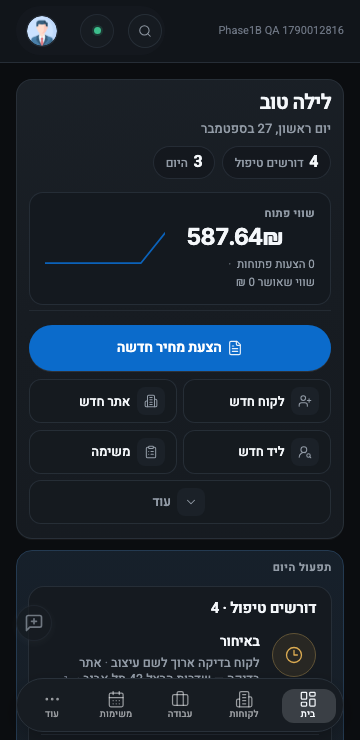 Phase1B QA 1790012816
לילה טוב
יום ראשון, 27 בספטמבר
4 דורשים טיפול
3 היום
שווי פתוח
₪587.64
0 הצעות פתוחות ·
שווי שאושר 0 ₪
הצעת מחיר חדשה
לקוח חדש
אתר חדש
ליד חדש
משימה
עוד
תפעול היום
דורשים טיפול · 4
באיחור
לקוח בדיקה ארוך לשם עיצוב · אתר
בית
לקוחות
עבודה
משימות
עוד